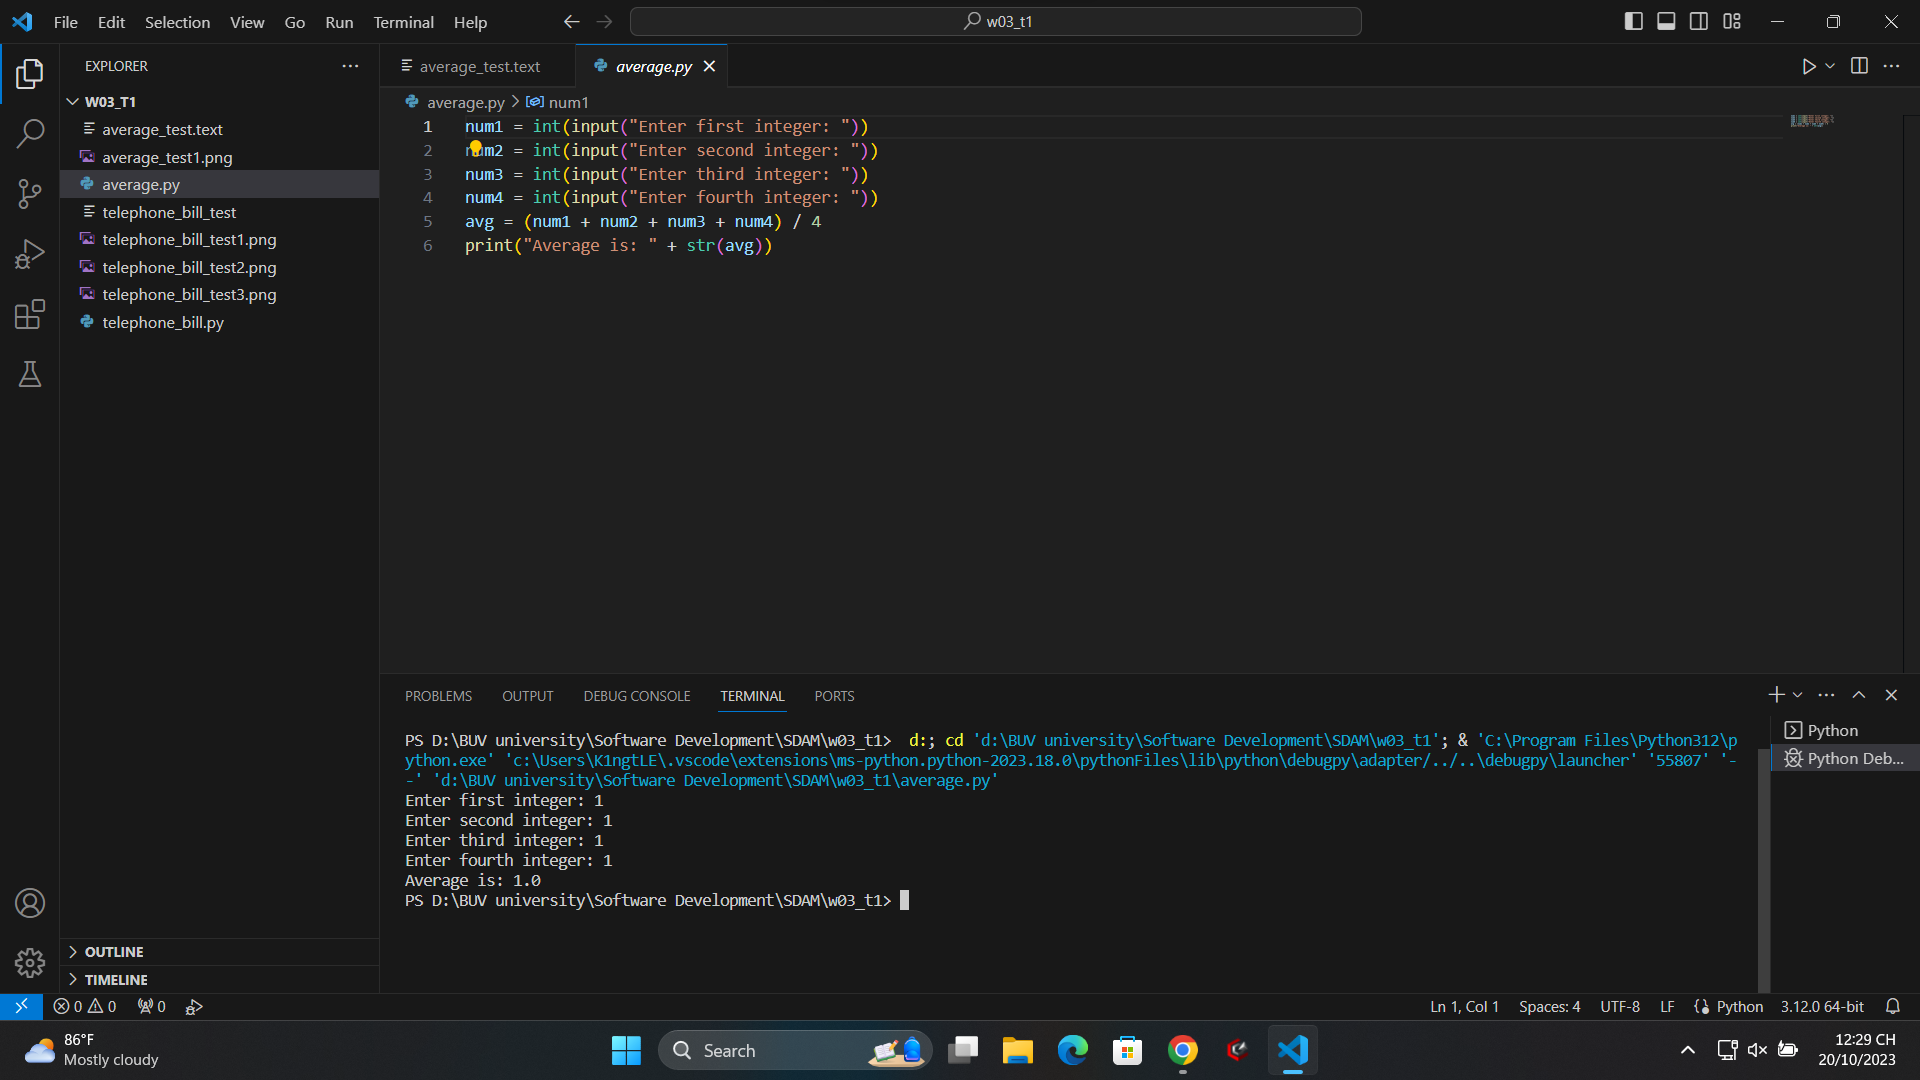 File Edit Selection View Go Run Terminal Help
w03_t1
EXPLORER
average_test.text
average.py
W03_T1
average_test.text
average_test1.png
average.py
telephone_bill_test
telephone_bill_test1.png
telephone_bill_test2.png
telephone_bill_test3.png
telephone_bill.py
OUTLINE
TIMELINE
average.py > num1
1 num1 = int(input("Enter first integer: "))
2 num2 = int(input("Enter second integer: "))
3 num3 = int(input("Enter third integer: "))
4 num4 = int(input("Enter fourth integer: "))
5 avg = (num1 + num2 + num3 + num4) / 4
6 print("Average is: " + str(avg))
PROBLEMS OUTPUT DEBUG CONSOLE TERMINAL PORTS
PS D:\BUV university\Software Development\SDAM\w03_t1>  d:; cd 'd:\BUV university\Software Development\SDAM\w03_t1'; & 'C:\Program Files\Python312\p
ython.exe' 'c:\Users\K1ngtLE\.vscode\extensions\ms-python.python-2023.18.0\pythonFiles\lib\python\debugpy\adapter/../..\debugpy\launcher' '55807' '-
-' 'd:\BUV university\Software Development\SDAM\w03_t1\average.py'
Enter first integer: 1
Enter second integer: 1
Enter third integer: 1
Enter fourth integer: 1
Average is: 1.0
PS D:\BUV university\Software Development\SDAM\w03_t1>
Python
Python Deb...
0 0 0
Ln 1, Col 1 Spaces: 4 UTF-8 LF Python 3.12.0 64-bit
86°F
Mostly cloudy
Search
12:29 CH
20/10/2023